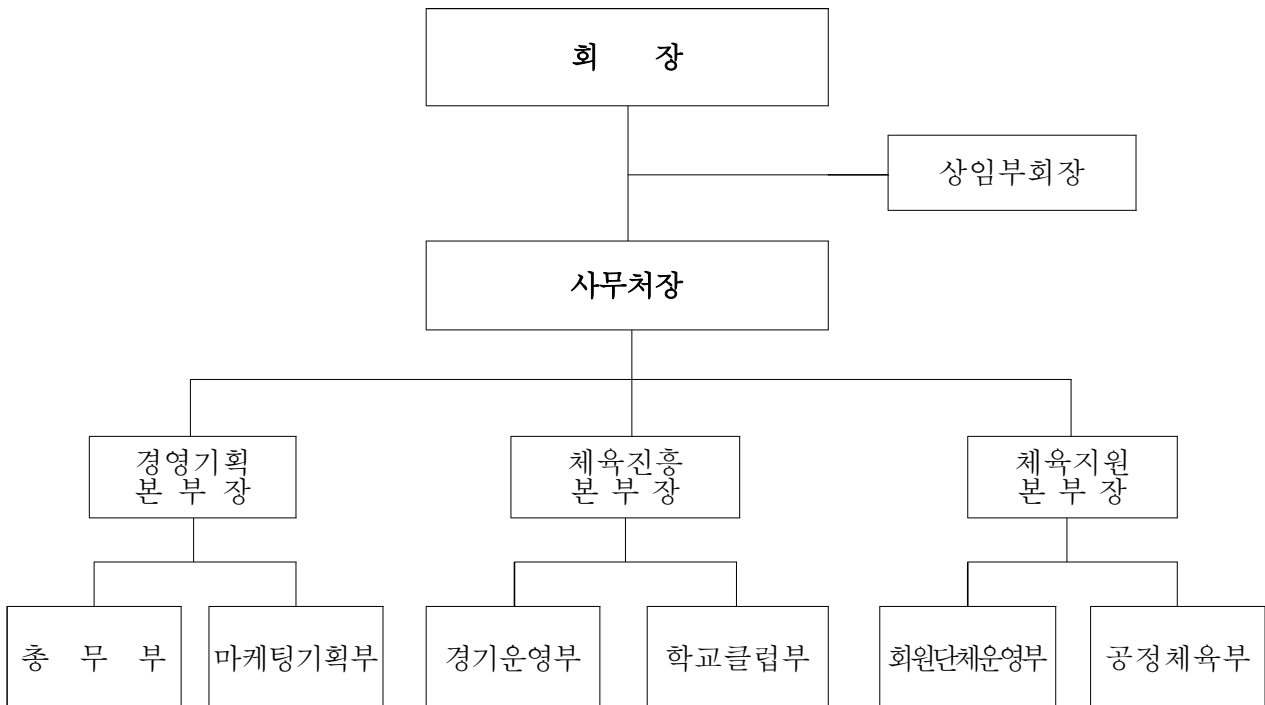 회 장
상임부회장
사무처장
경영기획
본 부 장
체육진흥
본 부 장
체육지원
본 부 장
총 무 부
마케팅기획부
경기운영부
학교클럽부
회원단체운영부
공정체육부